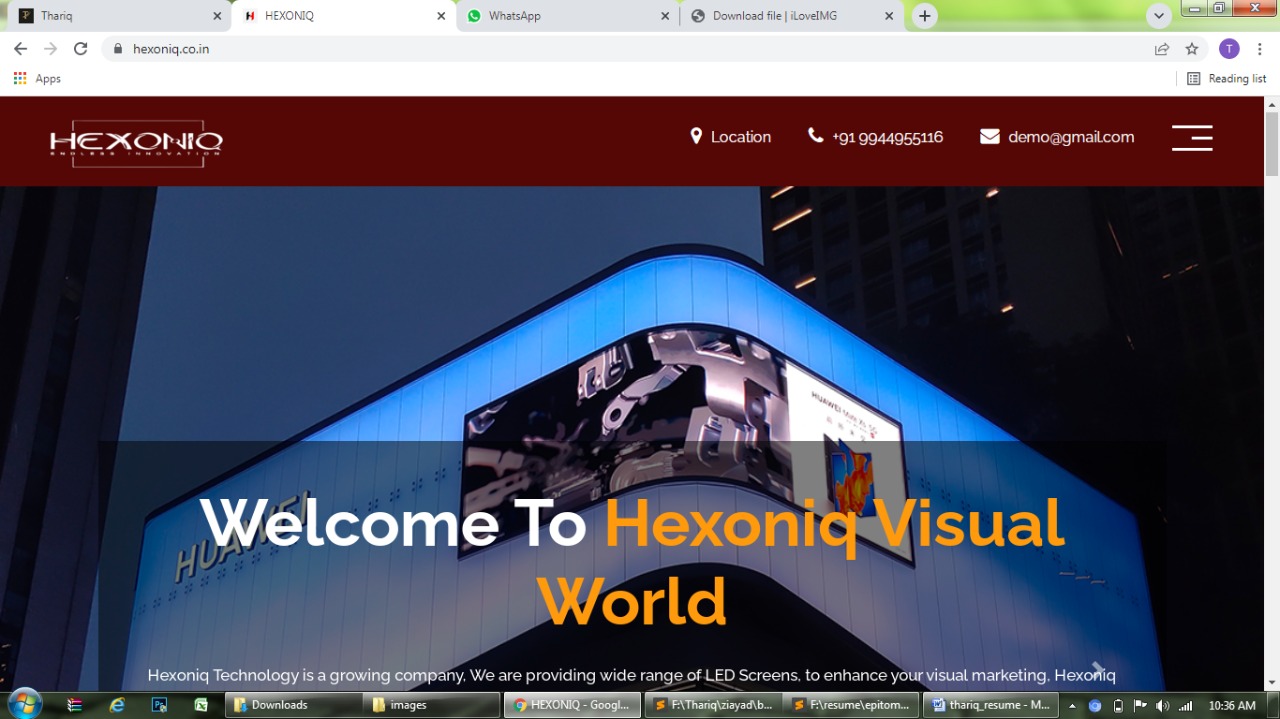 Thariq
HEXONIQ
WhatsApp
Download file | iLoveIMG
hexoniq.co.in
T
Apps
Reading list
HEXONIQ
ENDLESS INNOVATION
Location
+91 9944955116
demo@gmail.com
HUAWEI
HUAWEI
Welcome To Hexoniq Visual
World
Hexoniq Technology is a growing company, We are providing wide range of LED Screens, to enhance your visual marketing. Hexoniq
Downloads
images
HEXONIQ - Googl...
F:\Thariq\ziayad\b...
F:\resume\epitom...
thariq_resume - M...
10:36 AM